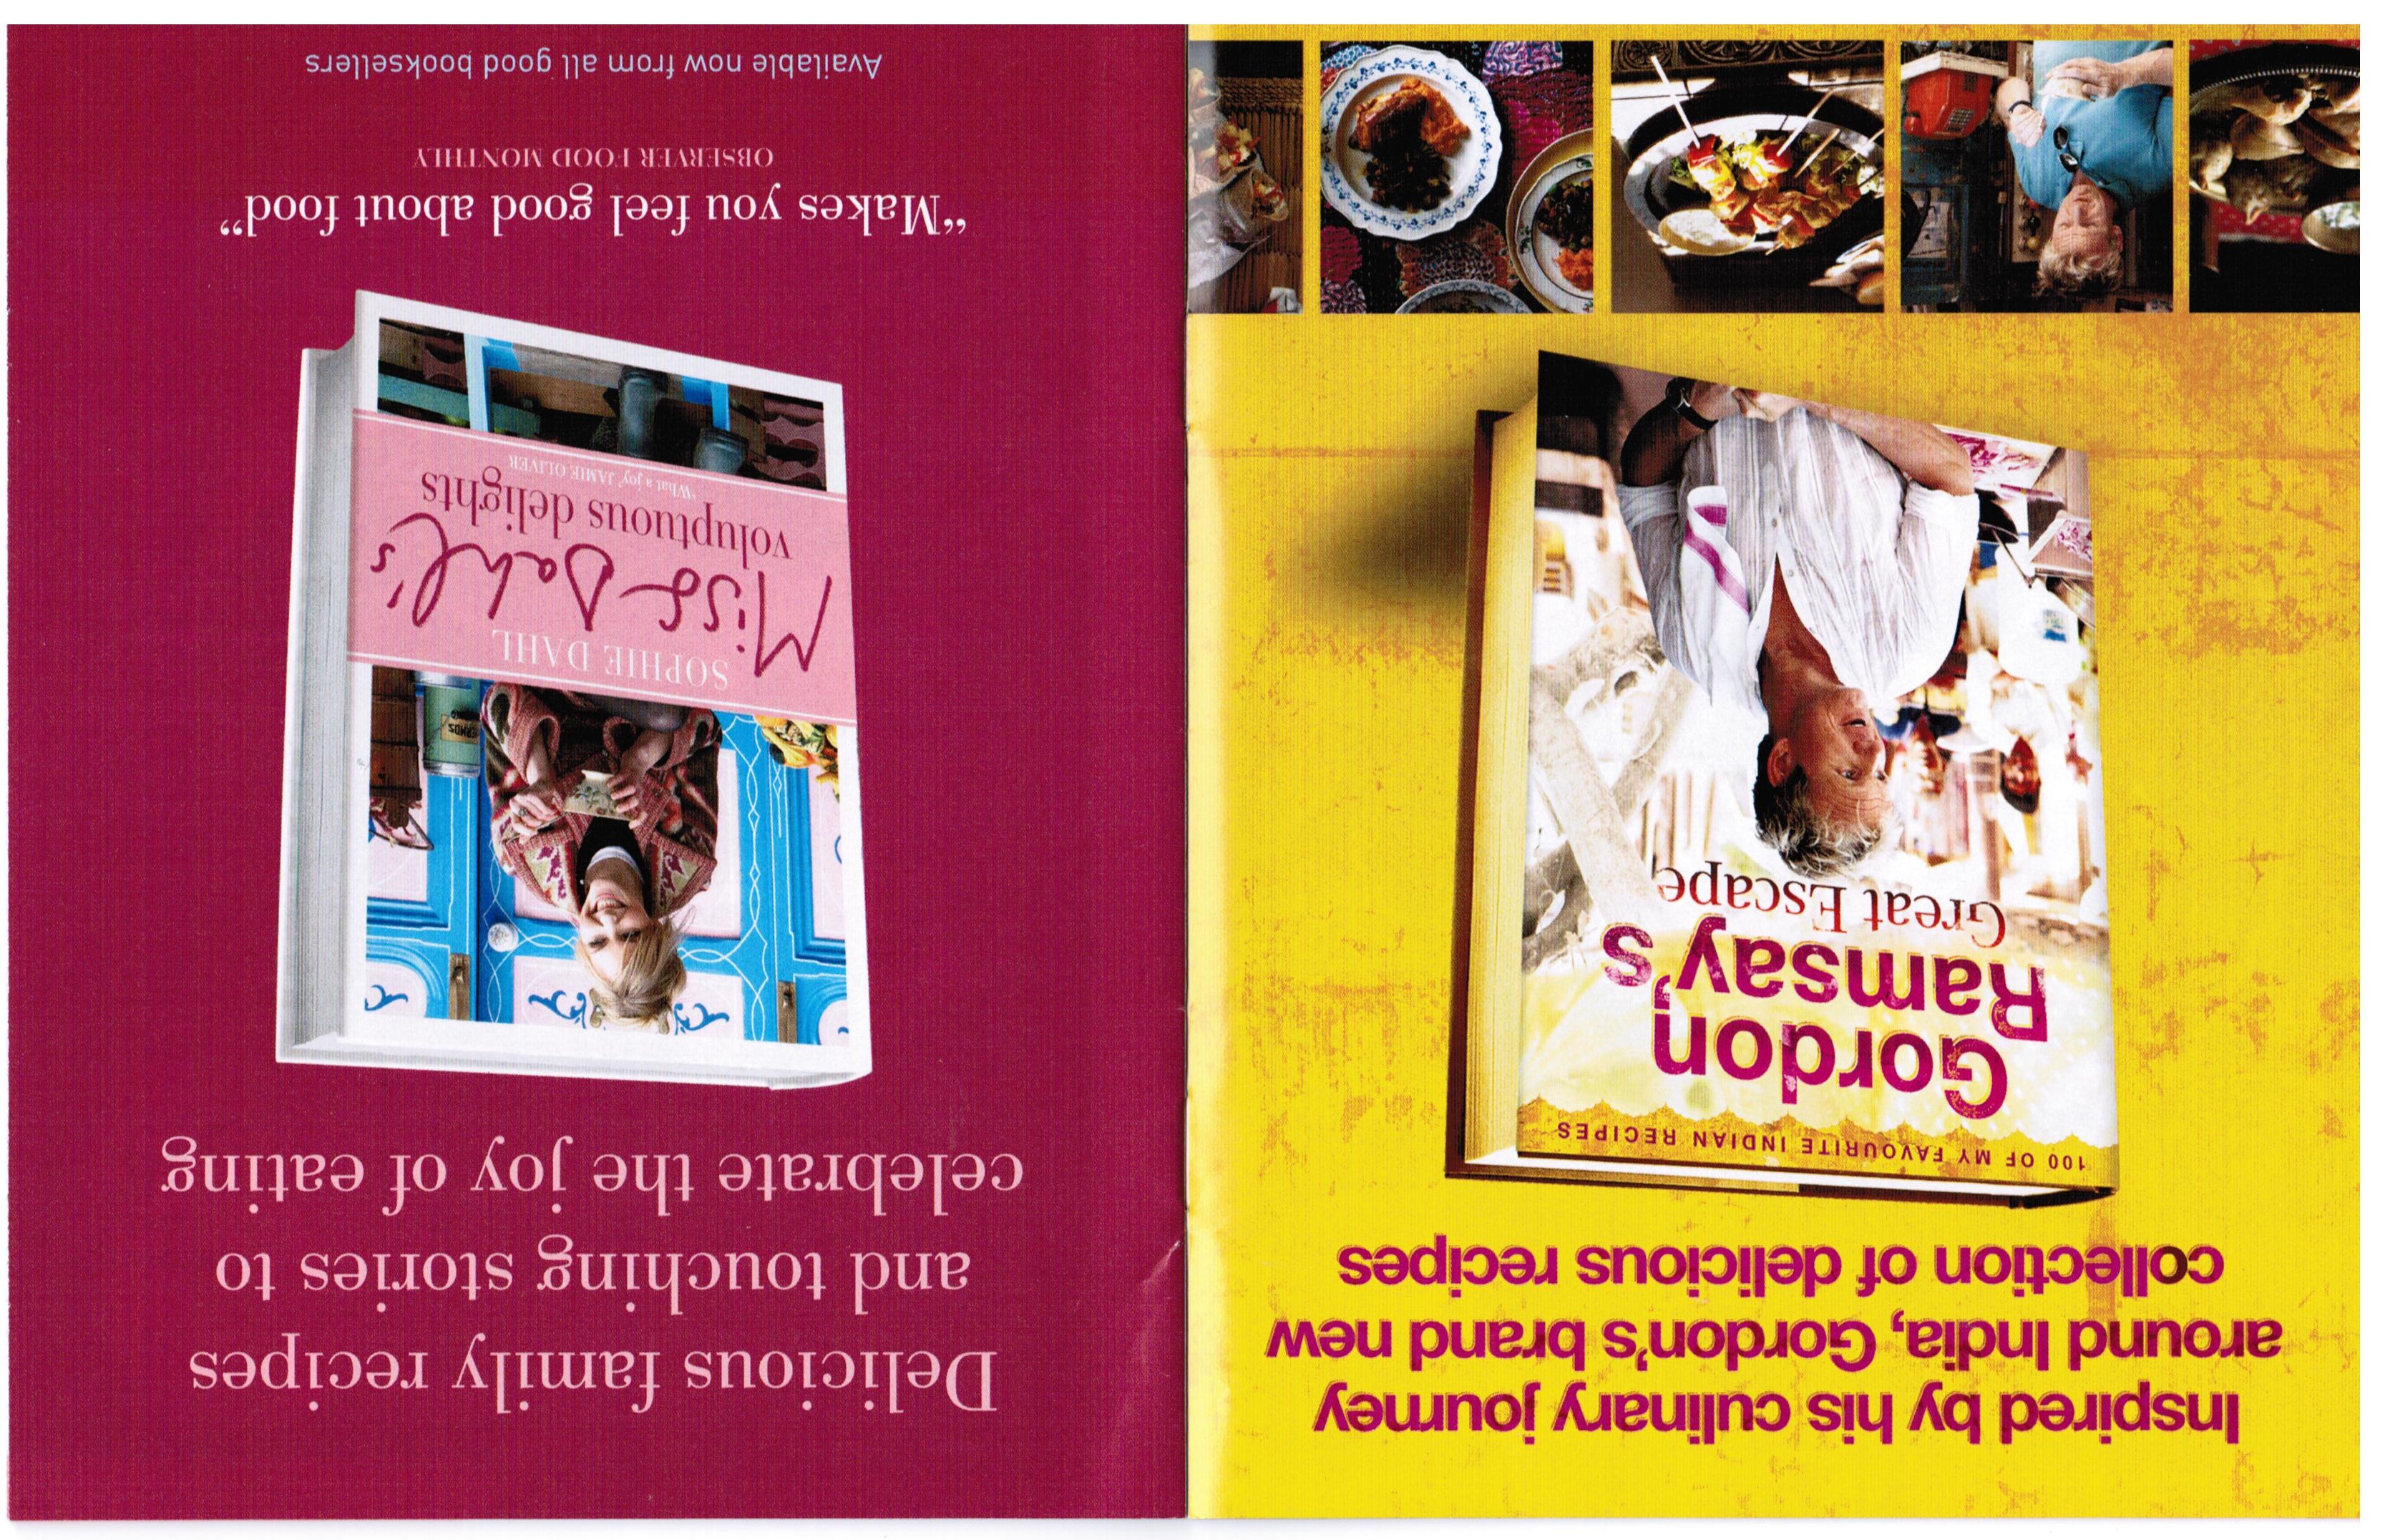 Inspired by his culinary journey
around India, Gordon's brand new
collection of delicious recipes
100 OF MY FAVOURITE INDIAN RECIPES
Gordon
Ramsay's
Great Escape
Delicious family recipes
and touching stories to
celebrate the joy of eating
SOPHIE DAHL
Miss Dahl's
voluptuous delights
'What a joy' JAMIE OLIVER
“Makes you feel good about food”
OBSERVER FOOD MONTHLY
Available now from all good booksellers